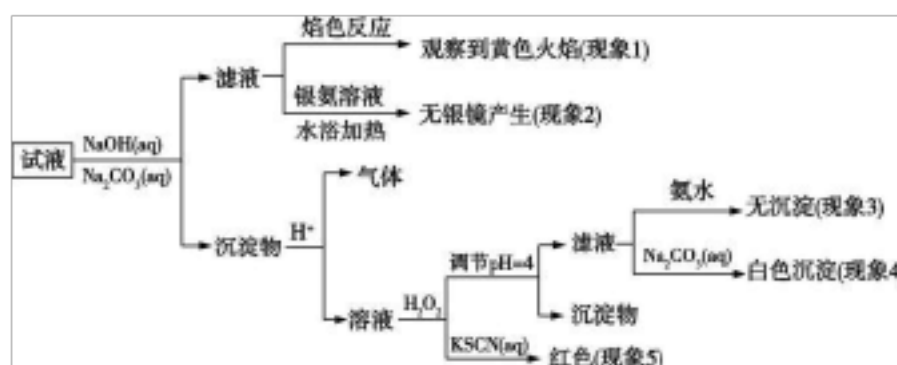 焰色反应
观察到黄色火焰(现象1)
滤液
银氨溶液
水浴加热
无银镜产生(现象2)
试液
NaOH(aq)
Na₂CO₃(aq)
气体
沉淀物
H⁺
氨水
无沉淀(现象3)
滤液
调节pH=4
Na₂CO₃(aq)
白色沉淀(现象4
溶液
H₂O₂
沉淀物
KSCN(aq)
红色(现象5)